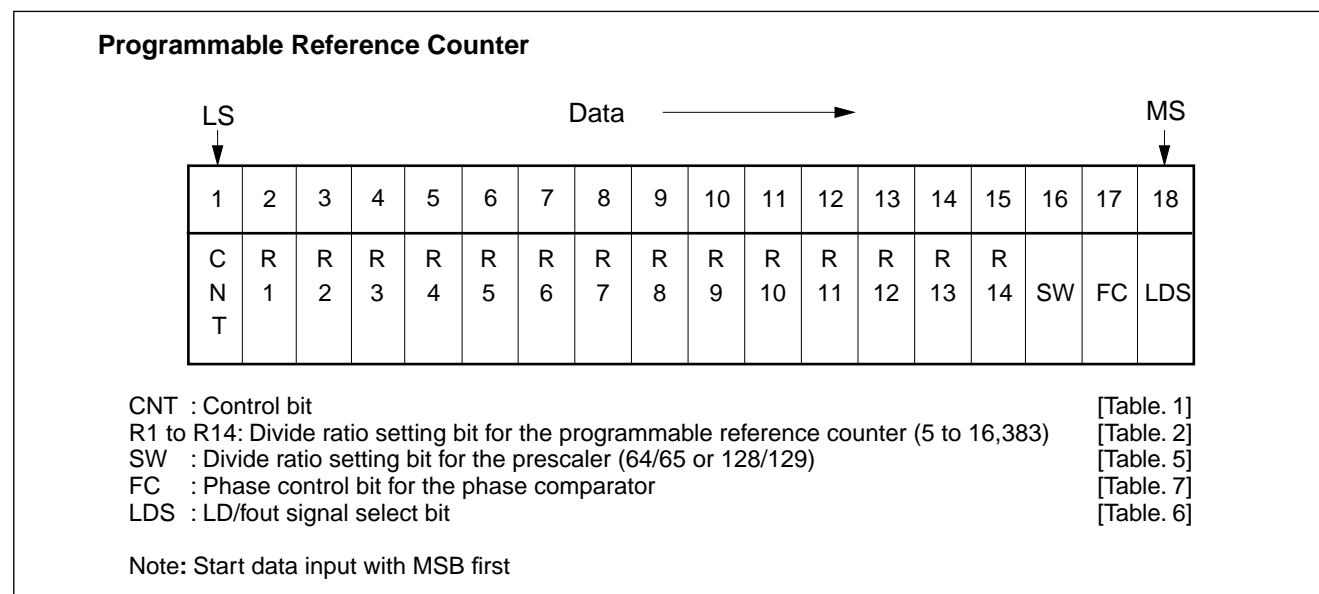 Programmable Reference Counter
LS Data MS
1 2 3 4 5 6 7 8 9 10 11 12 13 14 15 16 17 18
C R R R R R R R R R R R R R R
N 1 2 3 4 5 6 7 8 9 10 11 12 13 14 SW FC LDS
T
CNT : Control bit [Table. 1]
R1 to R14: Divide ratio setting bit for the programmable reference counter (5 to 16,383) [Table. 2]
SW : Divide ratio setting bit for the prescaler (64/65 or 128/129) [Table. 5]
FC : Phase control bit for the phase comparator [Table. 7]
LDS : LD/fout signal select bit [Table. 6]
Note: Start data input with MSB first